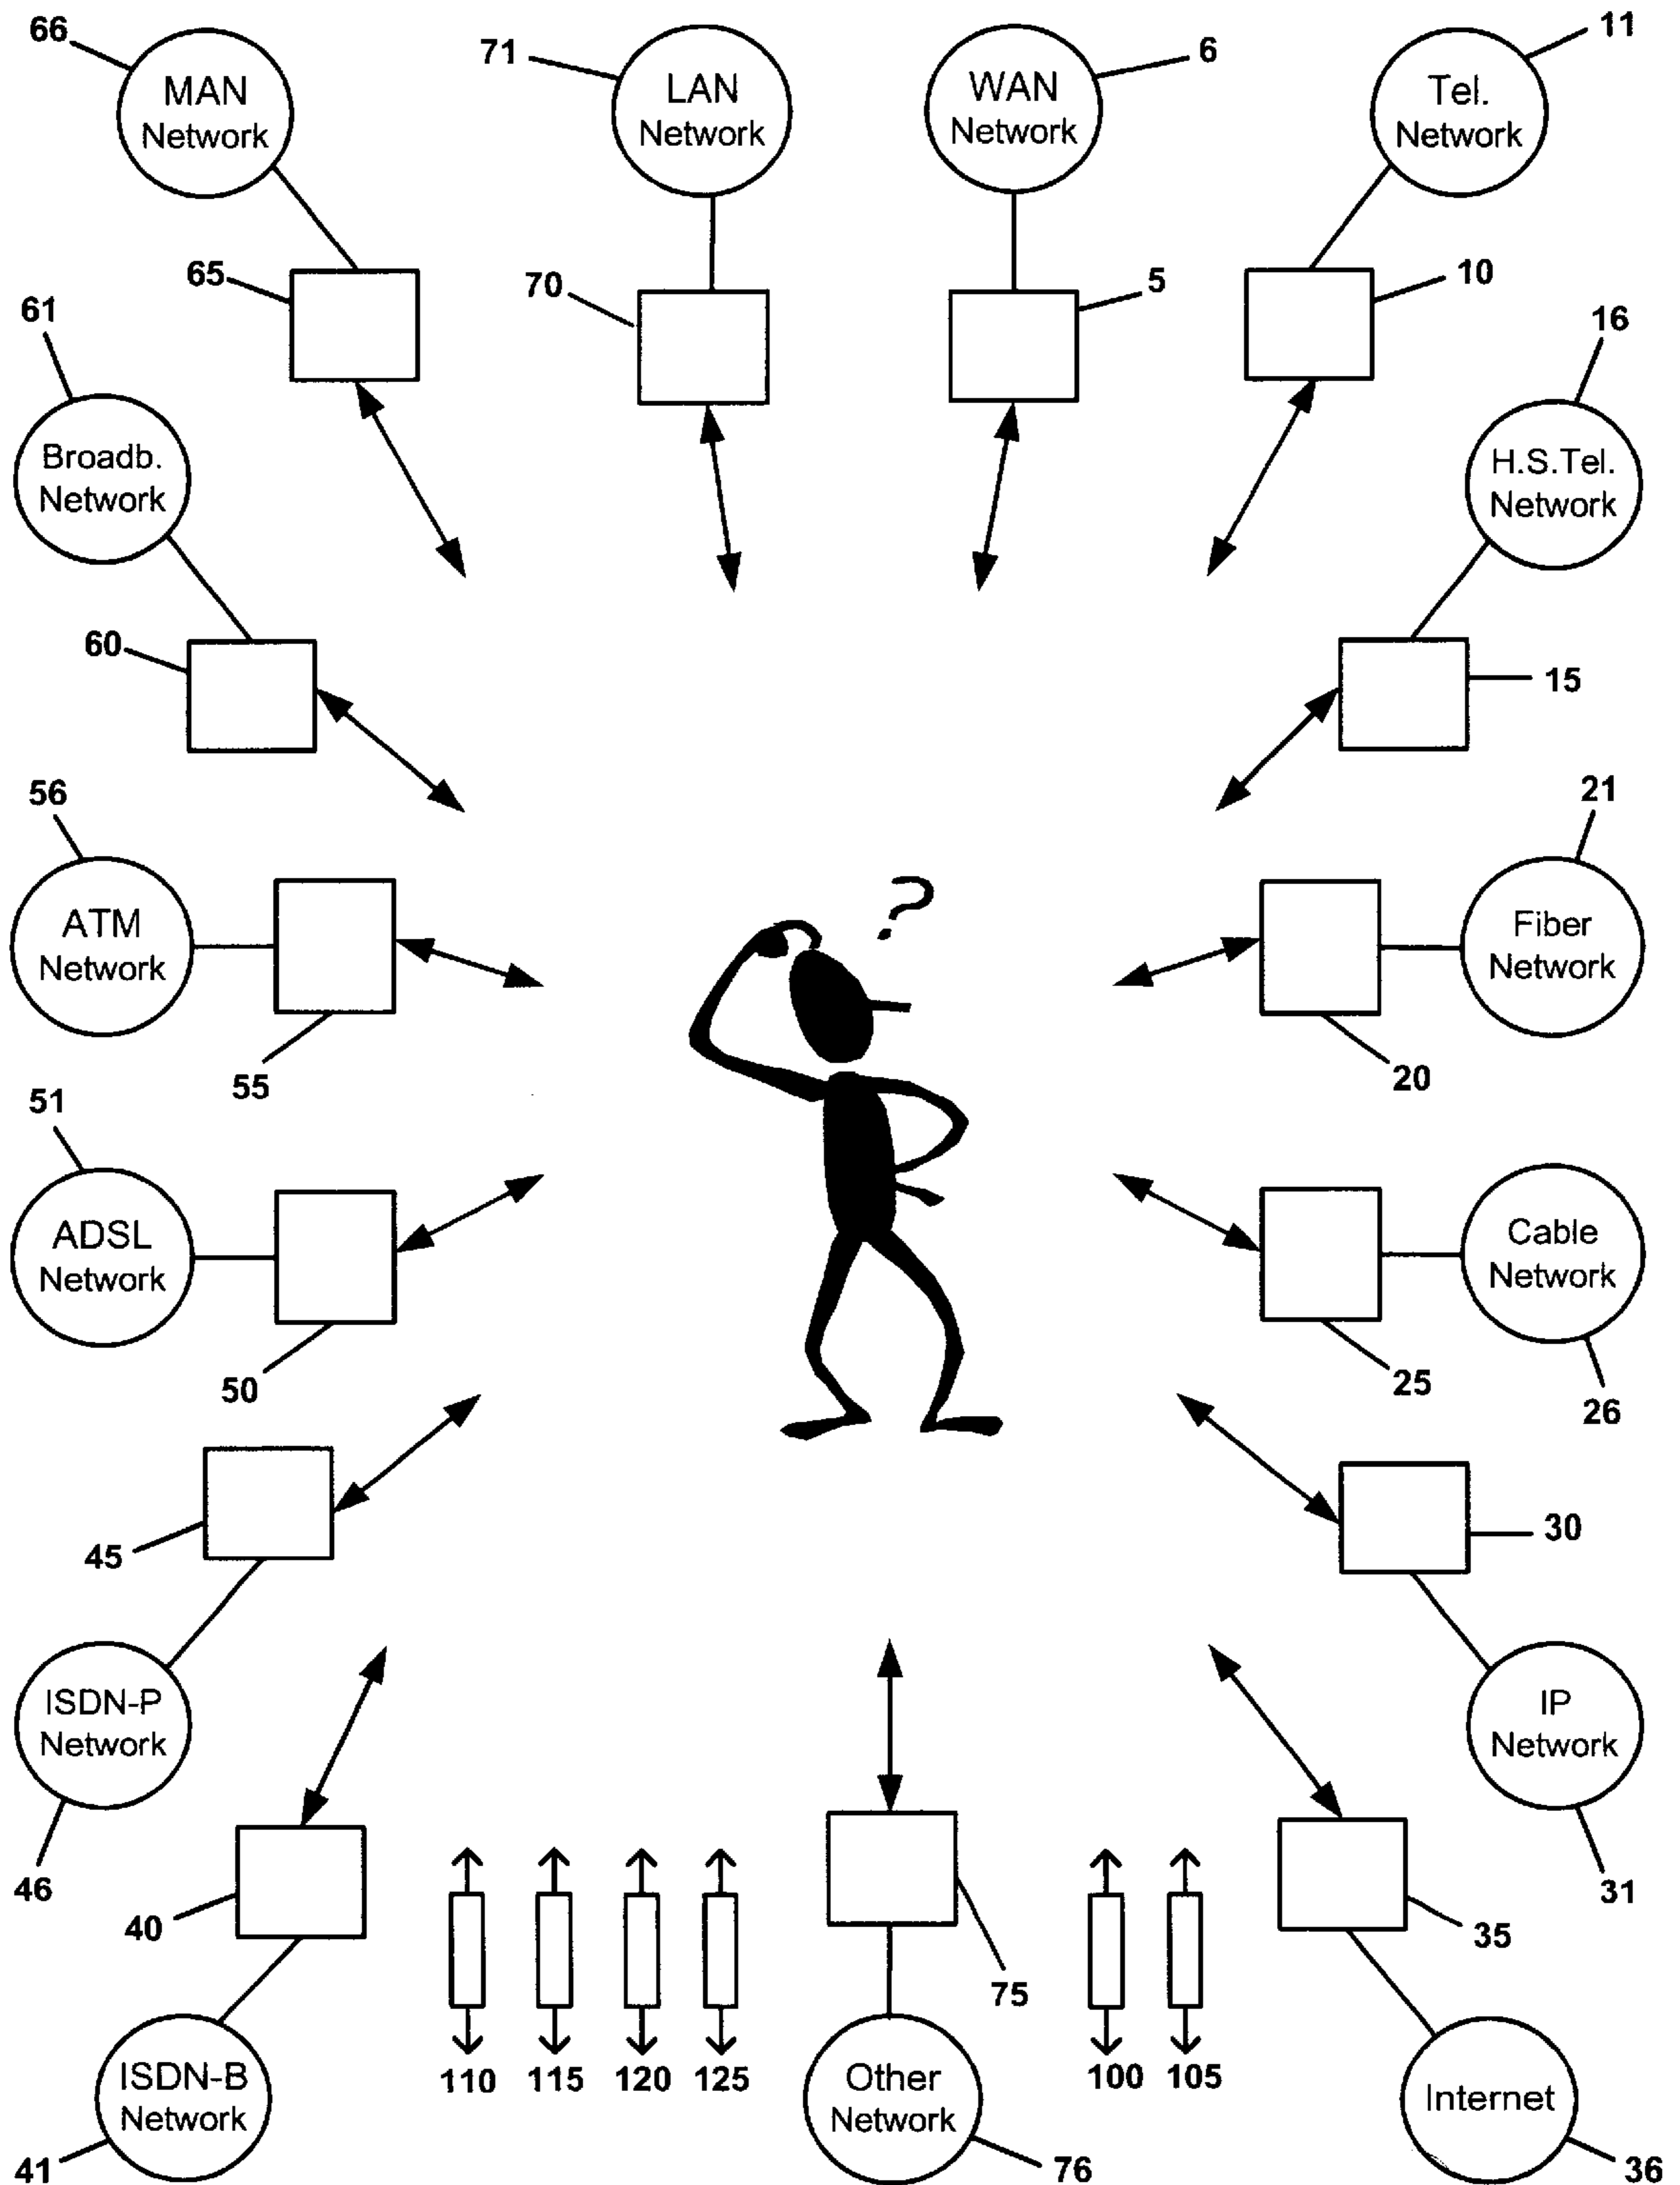 66
MAN
Network
71
LAN
Network
WAN
Network
6
Tel.
Network
11
65
70
5
10
61
Broadb.
Network
16
H.S.Tel.
Network
60
15
56
ATM
Network
55
?
21
Fiber
Network
20
51
ADSL
Network
50
Cable
Network
25
26
45
ISDN-P
Network
46
30
IP
Network
31
40
ISDN-B
Network
41
110
115
120
125
75
Other
Network
76
100
105
35
Internet
36